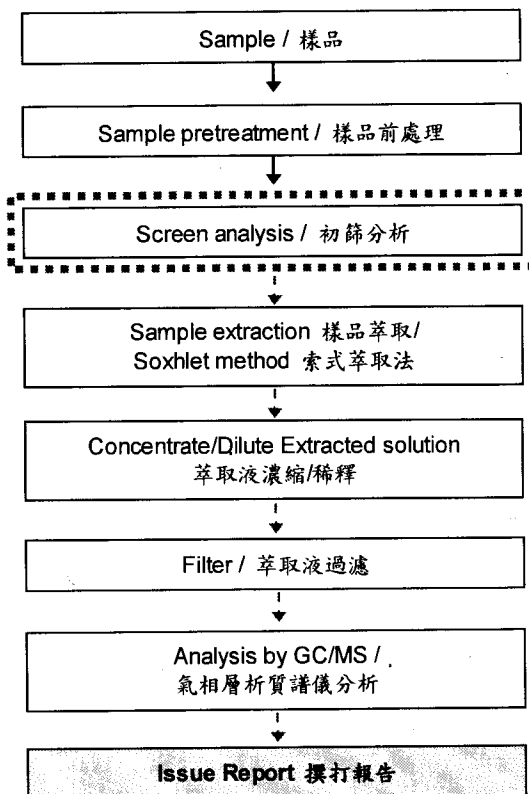 Sample / 樣品
Sample pretreatment / 樣品前處理
Screen analysis / 初篩分析
Sample extraction 樣品萃取/
Soxhlet method 索式萃取法
Concentrate/Dilute Extracted solution
萃取液濃縮/稀釋
Filter / 萃取液過濾
Analysis by GC/MS /
氣相層析質譜儀分析
Issue Report 撰打報告